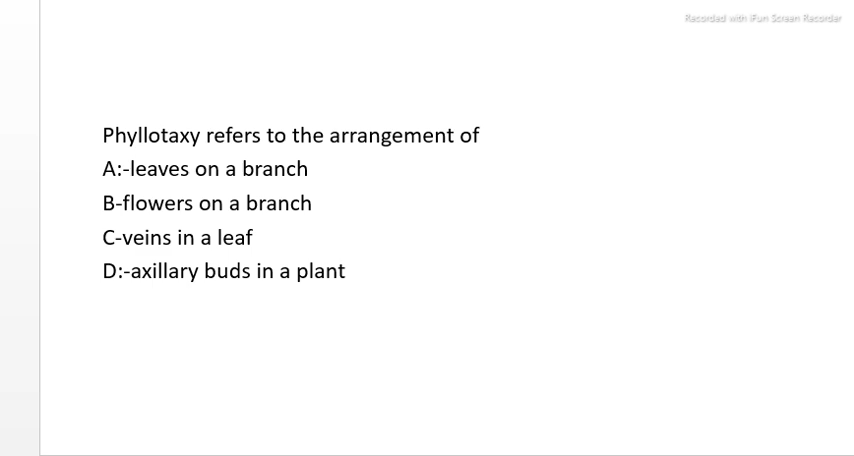 Recorded with iFun Screen Recorder
Phyllotaxy refers to the arrangement of
A:-leaves on a branch
B-flowers on a branch
C-veins in a leaf
D:-axillary buds in a plant